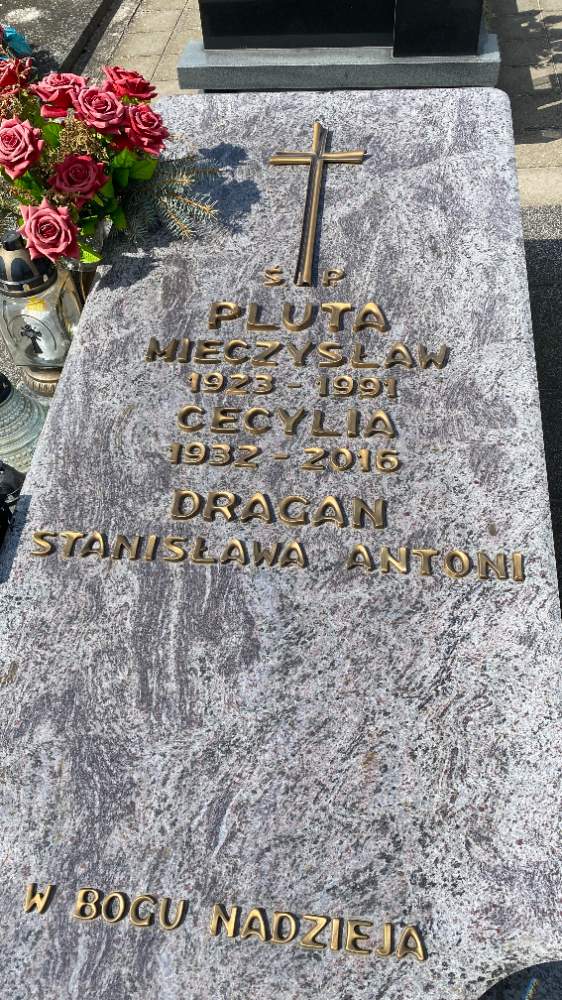 Ś P
PLUTA
MIECZYSŁAW
1923 - 1991
CECYLIA
1932 - 2016
DRAGAN
STANISŁAWA ANTONI
W BOGU NADZIEJA